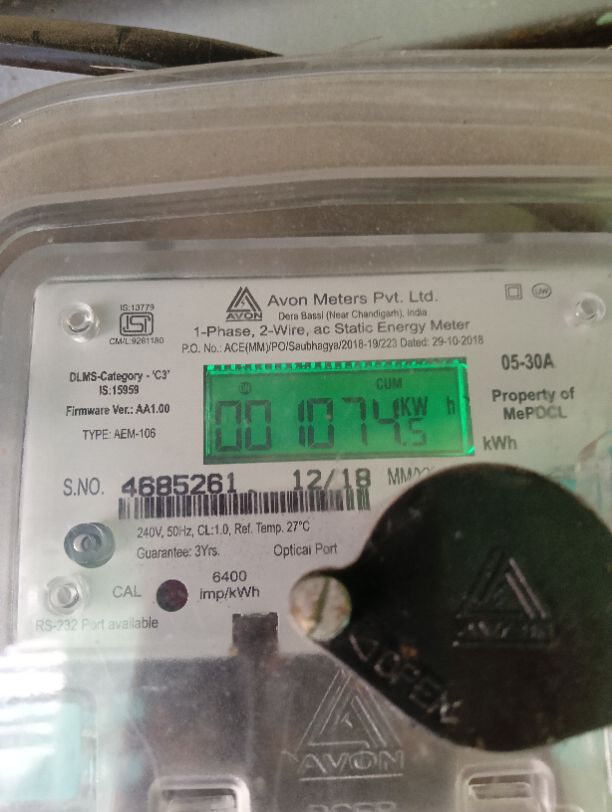 Avon Meters Pvt. Ltd.
AVON
Dera Bassi (Near Chandigarh), India
1-Phase, 2-Wire, ac Static Energy Meter
P.O. No.: ACE(MM)/PO/Saubhagya/2018-19/223 Dated: 29-10-2018
IS:13779
ISI
CM/L:9261180
UW
DLMS-Category - 'C3'
IS:15959
Firmware Ver.: AA1.00
TYPE: AEM-106
CUM
001074.5 KW h
05-30A
Property of
MePDCL
kWh
S.NO. 4685261 12/18
240V, 50Hz, CL:1.0, Ref. Temp. 27°C
Guarantee: 3Yrs. Optical Port
CAL 6400
imp/kWh
RS-232 Port available
OPEN
AVON